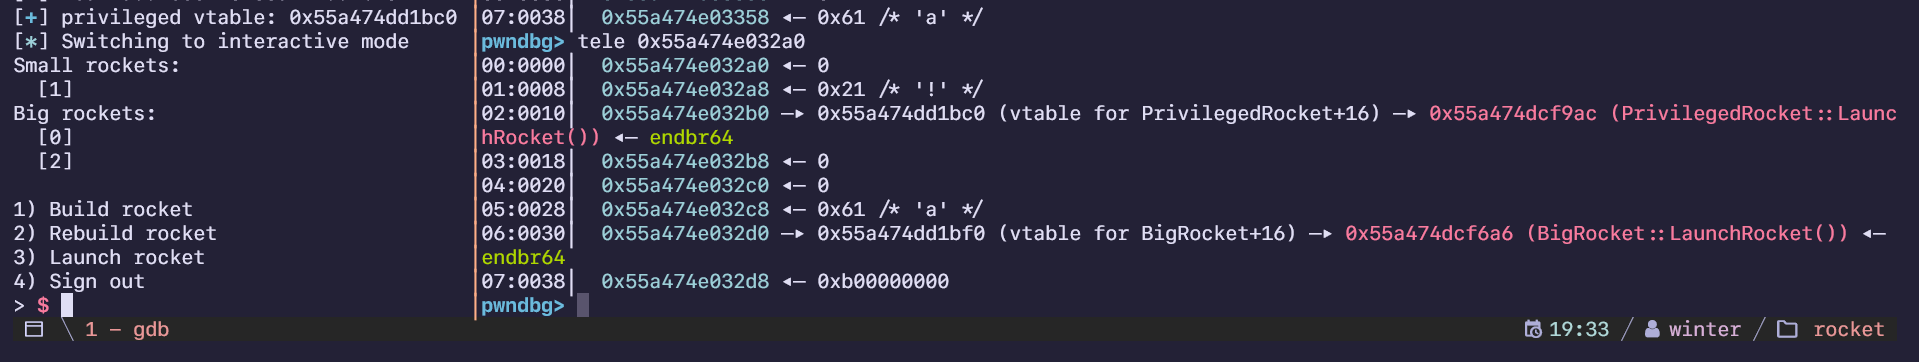 [+] privileged vtable: 0x55a474dd1bc0
[*] Switching to interactive mode
Small rockets:
[1]
Big rockets:
[0]
[2]
1) Build rocket
2) Rebuild rocket
3) Launch rocket
4) Sign out
> $
07:0038│ 0x55a474e03358 ◂— 0x61 /* 'a' */
pwndbg> tele 0x55a474e032a0
00:0000│ 0x55a474e032a0 ◂— 0
01:0008│ 0x55a474e032a8 ◂— 0x21 /* '!' */
02:0010│ 0x55a474e032b0 —▸ 0x55a474dd1bc0 (vtable for PrivilegedRocket+16) —▸ 0x55a474dcf9ac (PrivilegedRocket::Launc
hRocket()) ◂— endbr64
03:0018│ 0x55a474e032b8 ◂— 0
04:0020│ 0x55a474e032c0 ◂— 0
05:0028│ 0x55a474e032c8 ◂— 0x61 /* 'a' */
06:0030│ 0x55a474e032d0 —▸ 0x55a474dd1bf0 (vtable for BigRocket+16) —▸ 0x55a474dcf6a6 (BigRocket::LaunchRocket()) ◂—
endbr64
07:0038│ 0x55a474e032d8 ◂— 0xb00000000
pwndbg>
1 - gdb
19:33 / winter / rocket